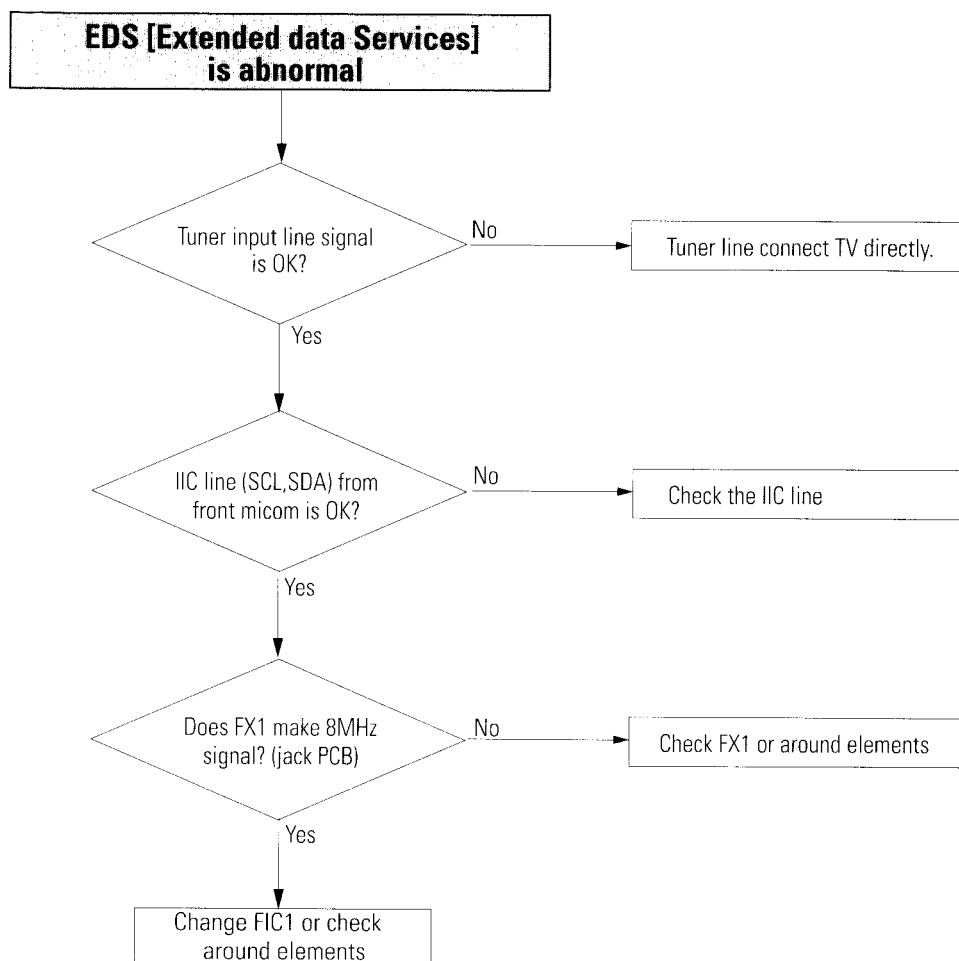 EDS [Extended data Services]
is abnormal
Tuner input line signal
is OK?
No
Tuner line connect TV directly.
Yes
IIC line (SCL,SDA) from
front micom is OK?
No
Check the IIC line
Yes
Does FX1 make 8MHz
signal? (jack PCB)
No
Check FX1 or around elements
Yes
Change FIC1 or check
around elements